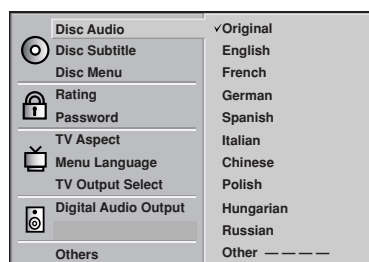 Disc Audio
Disc Subtitle
Disc Menu
Rating
Password
TV Aspect
Menu Language
TV Output Select
Digital Audio Output
Others
✓Original
English
French
German
Spanish
Italian
Chinese
Polish
Hungarian
Russian
Other — — — —